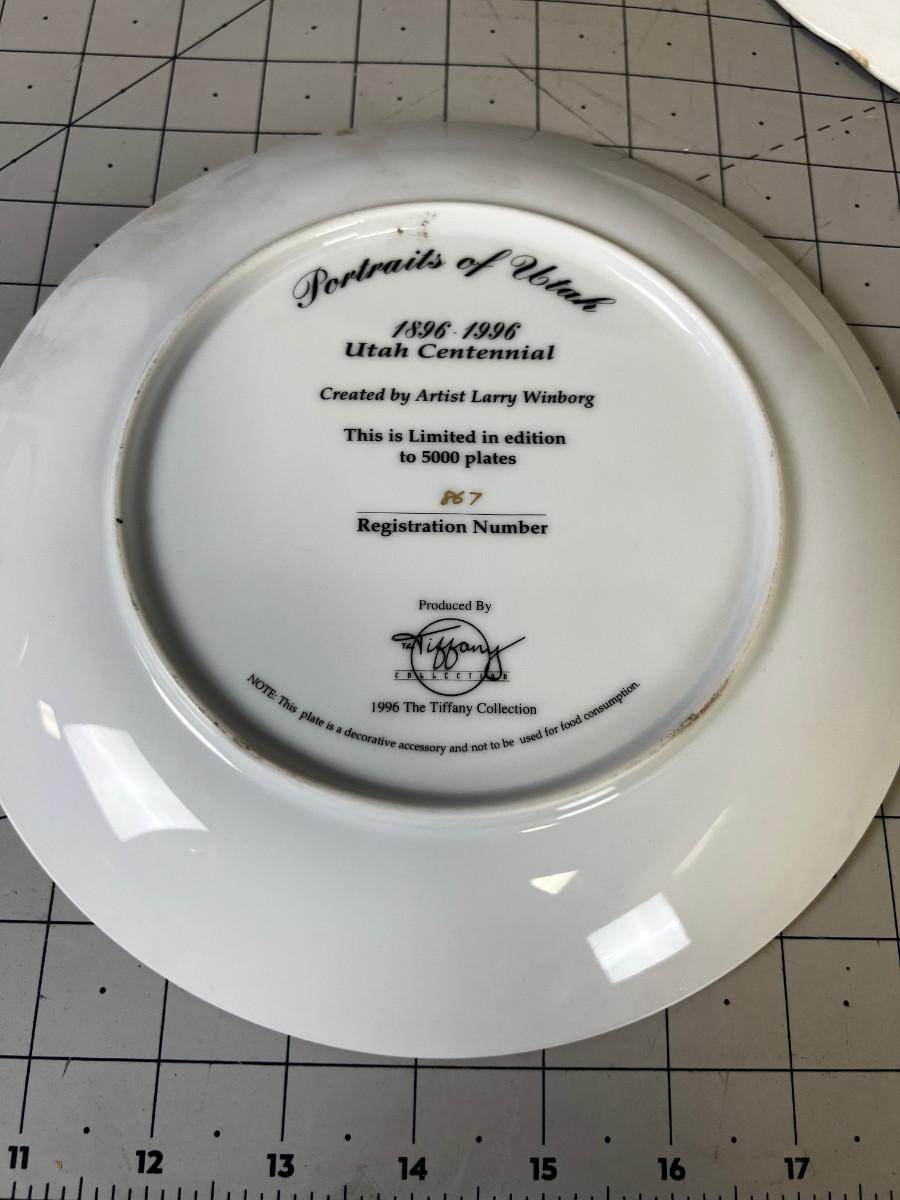 Portraits of Utah
1896-1996
Utah Centennial
Created by Artist Larry Winborg
This is Limited in edition
to 5000 plates
867
Registration Number
Produced By
The Tiffany
COLLECTION
1996 The Tiffany Collection
NOTE: This plate is a decorative accessory and not to be used for food consumption.
11 12 13 14 15 16 17